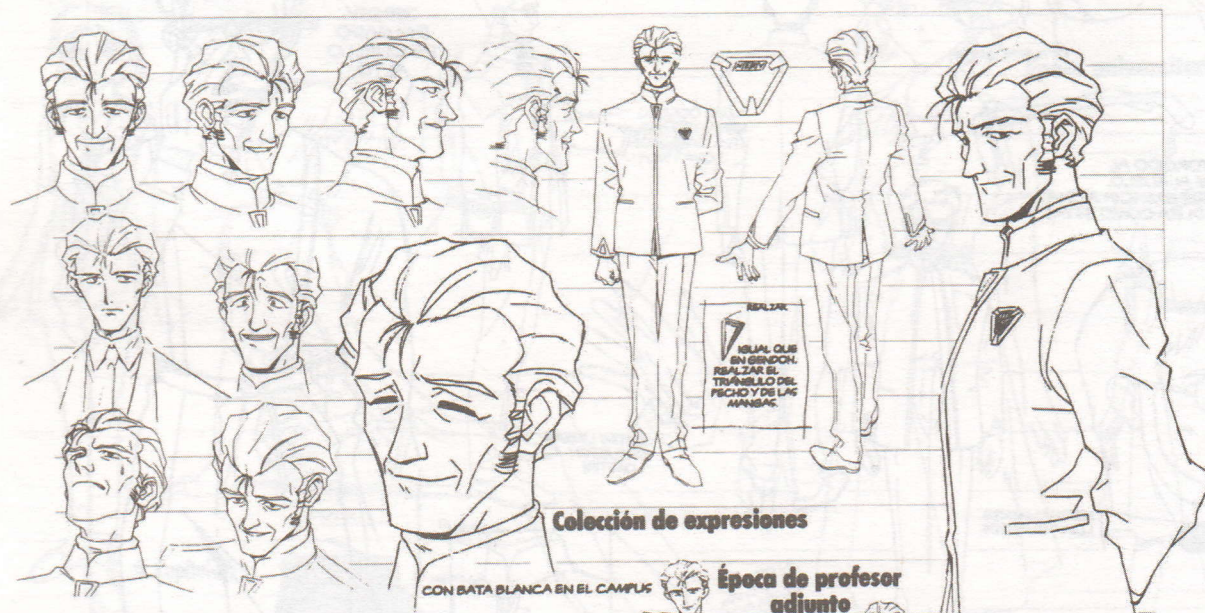 REALZAR
IGUAL QUE
EN GENDOH.
REALZAR EL
TRIÁNGULO DEL
PECHO Y DE LAS
MANGAS.
Colección de expresiones
CON BATA BLANCA EN EL CAMPUS
Época de profesor
adjunto